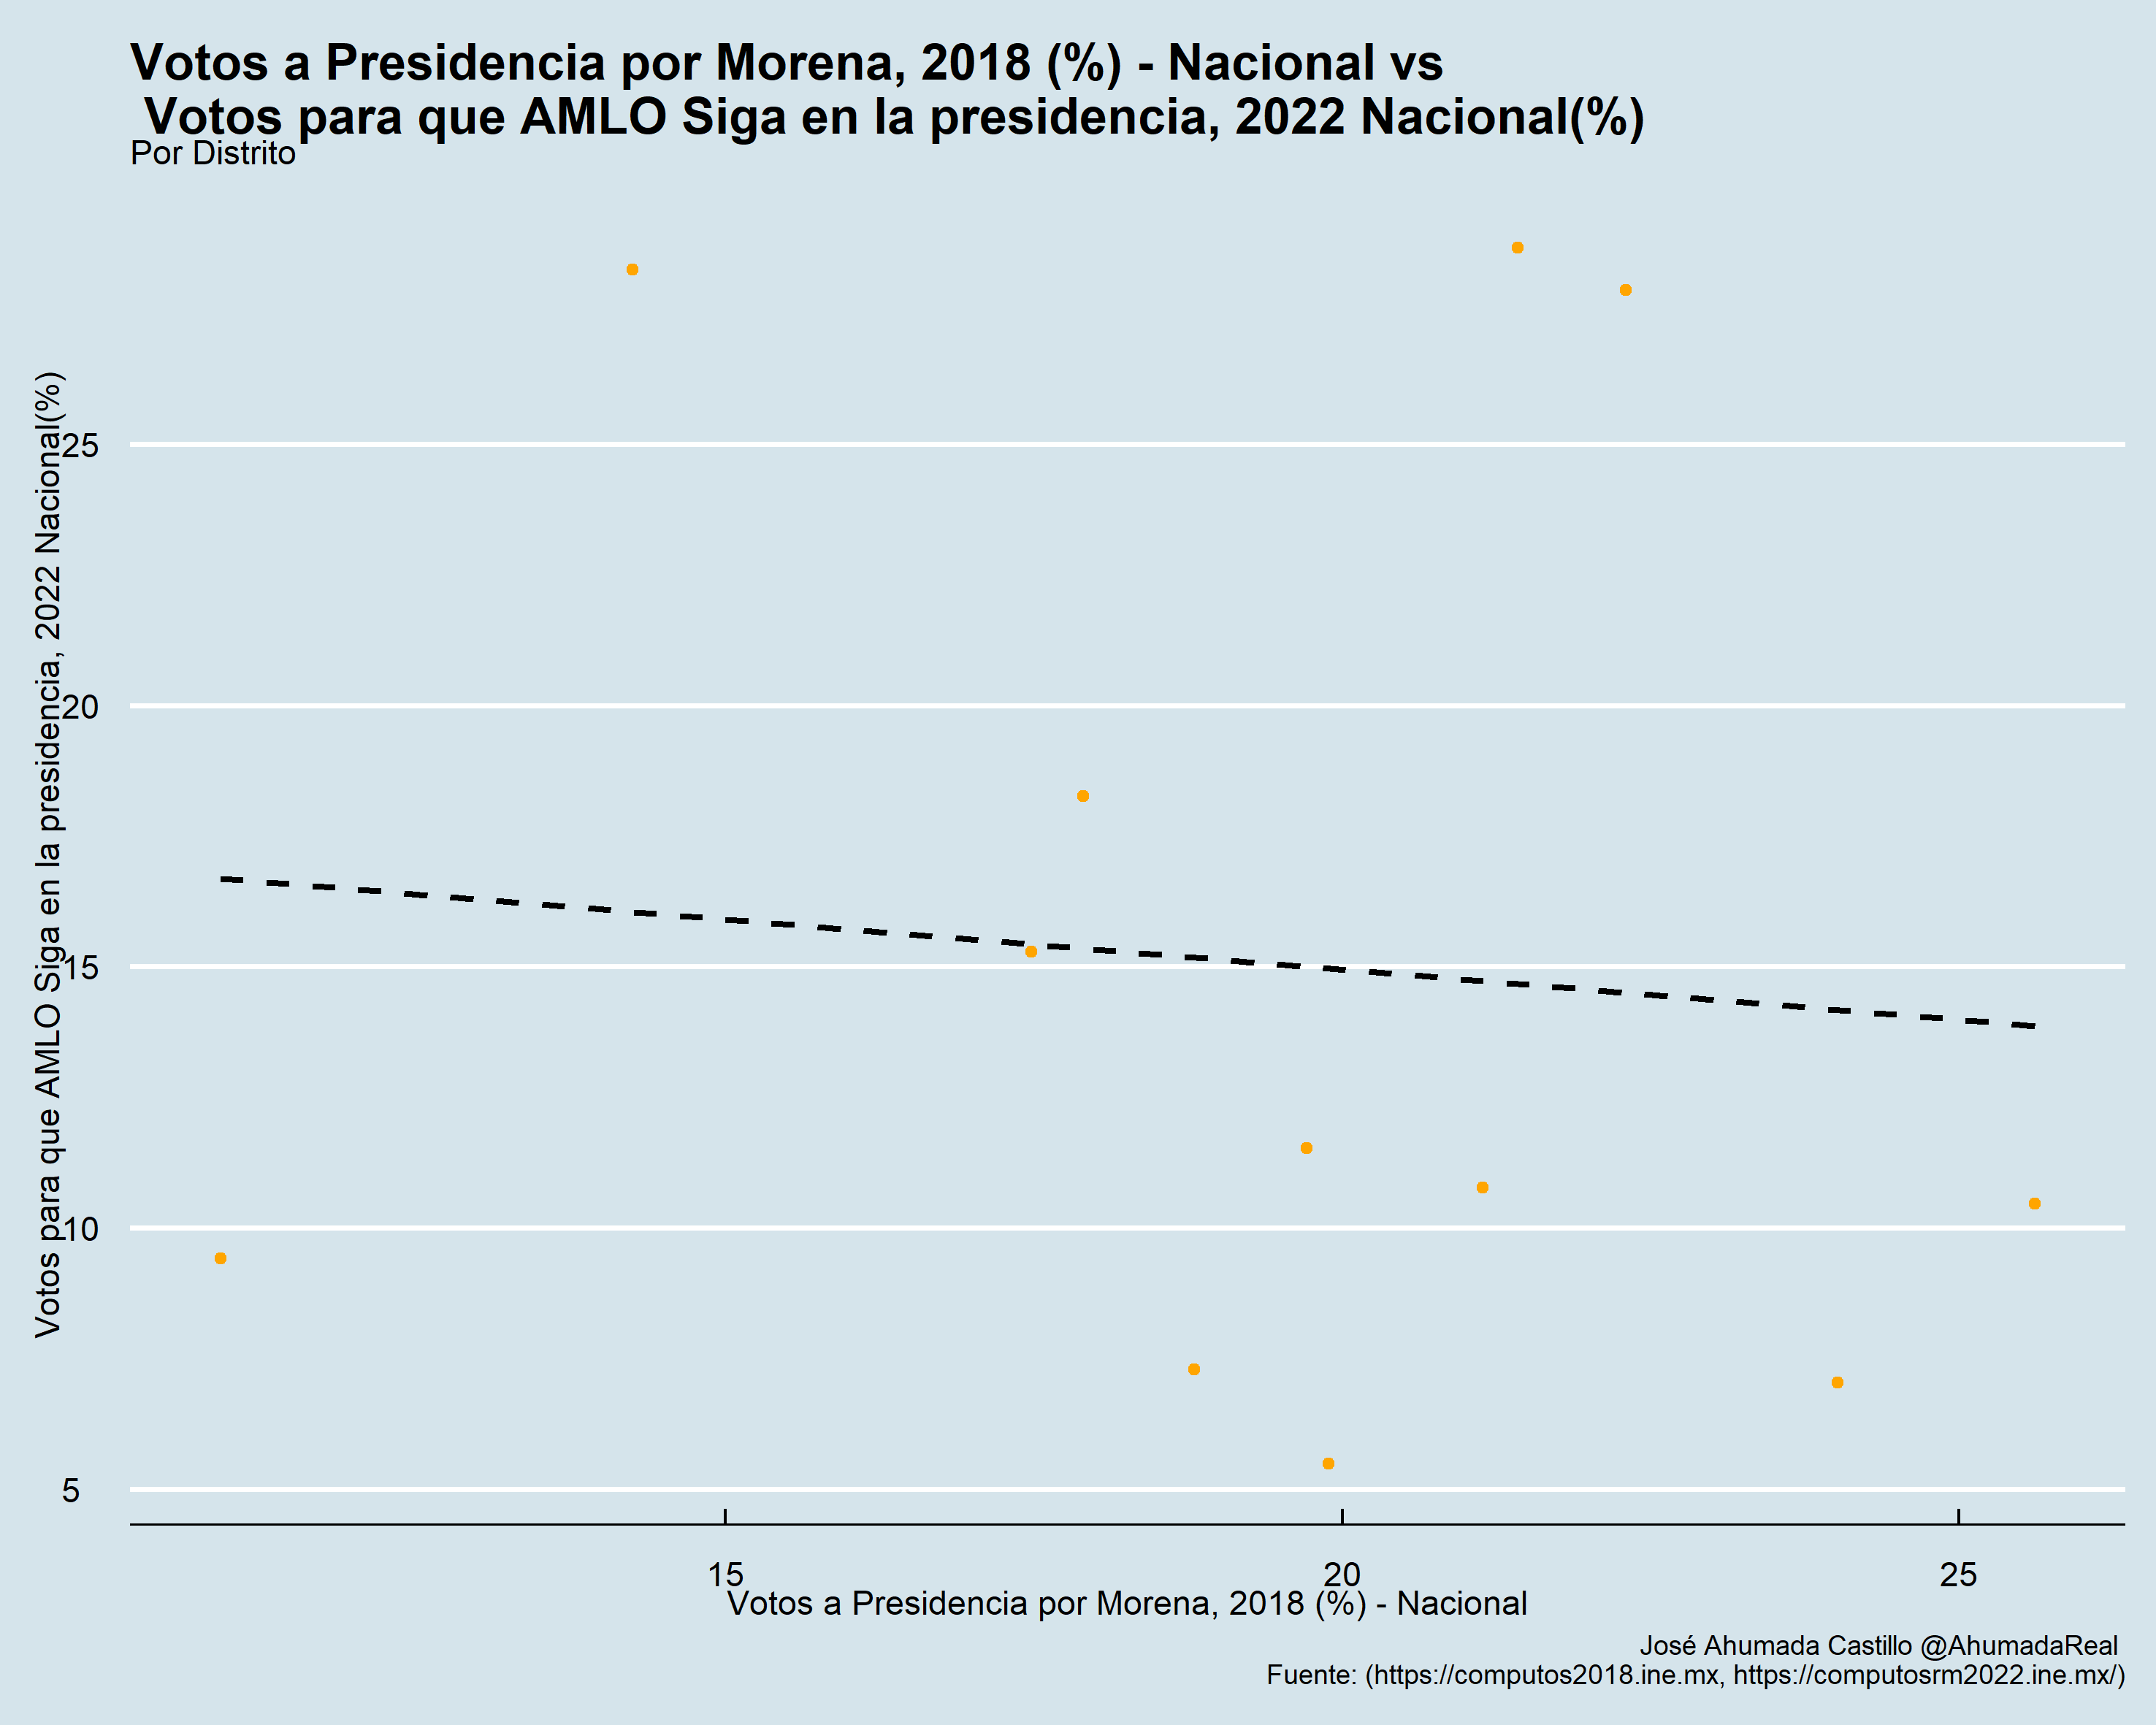 Votos a Presidencia por Morena, 2018 (%) - Nacional vs
Votos para que AMLO Siga en la presidencia, 2022 Nacional(%)
Por Distrito
Votos para que AMLO Siga en la presidencia, 2022 Nacional(%)
25
20
15
10
5
15
20
25
Votos a Presidencia por Morena, 2018 (%) - Nacional
José Ahumada Castillo @AhumadaReal
Fuente: (https://computos2018.ine.mx, https://computosrm2022.ine.mx/)